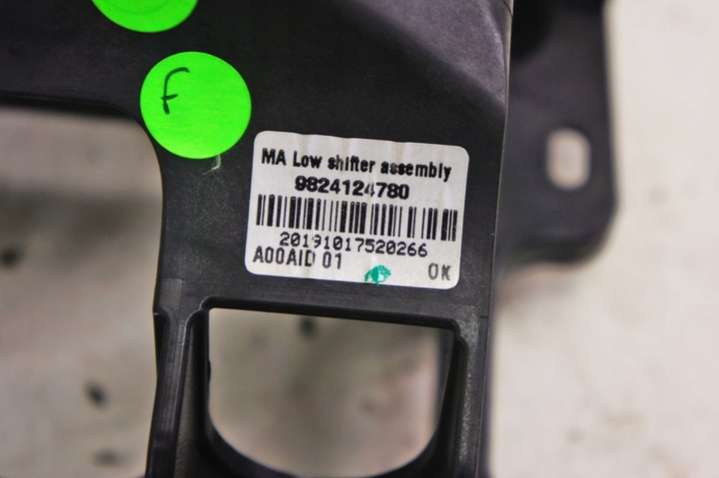 F
MA Low shifter assembly
9824124780
20191017520266
A00AID 01 OK